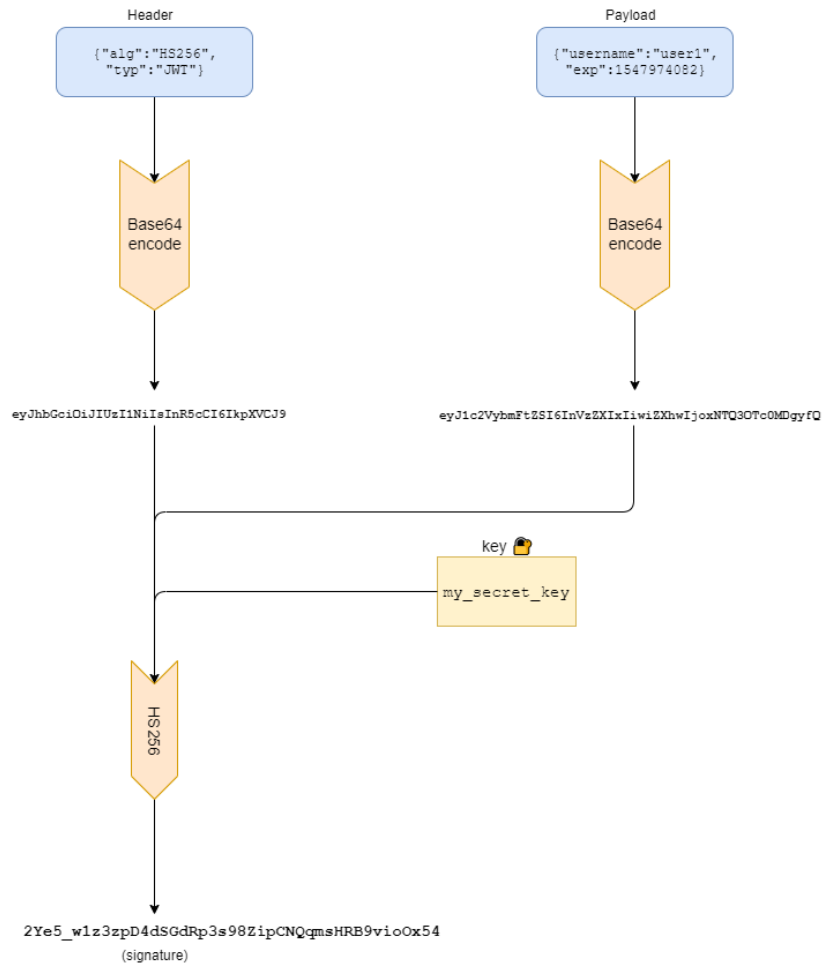 Header
Payload
{"alg":"HS256",
"typ":"JWT"}
{"username":"user1",
"exp":1547974082}
Base64
encode
Base64
encode
eyJhbGciOiJIUzI1NiIsInR5cCI6IkpXVCJ9
eyJ1c2VybmFtZSI6InVzZXIxIiwiZXhwIjoxNTQ3OTc0MDgyfQ
key
my_secret_key
HS256
2Ye5_w1z3zpD4dSGdRp3s98ZipCNQqmsHRB9vioOx54
(signature)